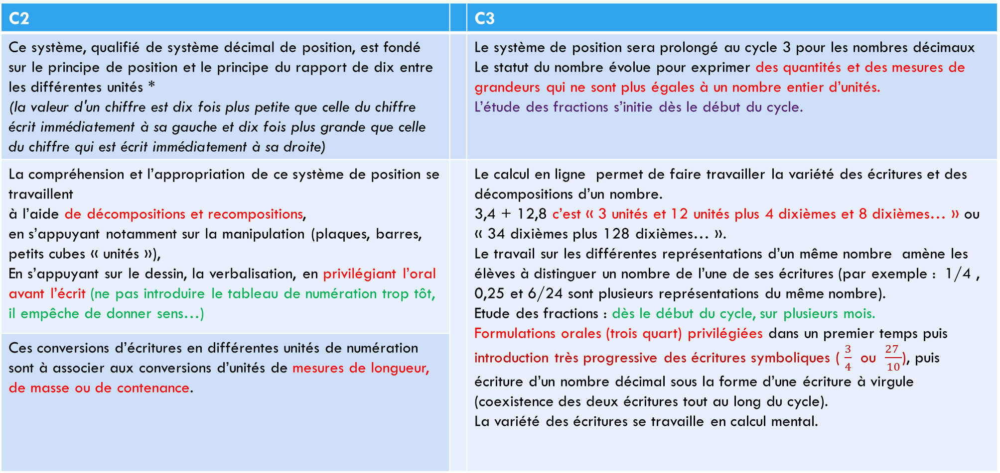 C2
Ce système, qualifié de système décimal de position, est fondé
sur le principe de position et le principe du rapport de dix entre
les différentes unités *
(la valeur d'un chiffre est dix fois plus petite que celle du chiffre
écrit immédiatement à sa gauche et dix fois plus grande que celle
du chiffre qui est écrit immédiatement à sa droite)
La compréhension et l’appropriation de ce système de position se
travaillent
à l’aide de décompositions et recompositions,
en s’appuyant notamment sur la manipulation (plaques, barres,
petits cubes « unités »),
En s’appuyant sur le dessin, la verbalisation, en privilégiant l’oral
avant l’écrit (ne pas introduire le tableau de numération trop tôt,
il empêche de donner sens…)
Ces conversions d’écritures en différentes unités de numération
sont à associer aux conversions d’unités de mesures de longueur,
de masse ou de contenance.
C3
Le système de position sera prolongé au cycle 3 pour les nombres décimaux
Le statut du nombre évolue pour exprimer des quantités et des mesures de
grandeurs qui ne sont plus égales à un nombre entier d’unités.
L’étude des fractions s’initie dès le début du cycle.
Le calcul en ligne permet de faire travailler la variété des écritures et des
décompositions d’un nombre.
3,4 + 12,8 c’est « 3 unités et 12 unités plus 4 dixièmes et 8 dixièmes… » ou
« 34 dixièmes plus 128 dixièmes… ».
Le travail sur les différentes représentations d’un même nombre amène les
élèves à distinguer un nombre de l’une de ses écritures (par exemple : 1/4 ,
0,25 et 6/24 sont plusieurs représentations du même nombre).
Etude des fractions : dès le début du cycle, sur plusieurs mois.
Formulations orales (trois quart) privilégiées dans un premier temps puis
introduction très progressive des écritures symboliques ( 3/4 ou 27/10), puis
écriture d’un nombre décimal sous la forme d’une écriture à virgule
(coexistence des deux écritures tout au long du cycle).
La variété des écritures se travaille en calcul mental.